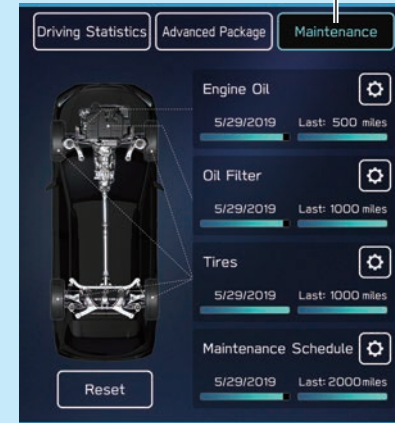 Driving Statistics Advanced Package Maintenance
Engine Oil
5/29/2019 Last: 500 miles
Oil Filter
5/29/2019 Last: 1000 miles
Tires
5/29/2019 Last: 1000 miles
Maintenance Schedule
5/29/2019 Last: 2000 miles
Reset